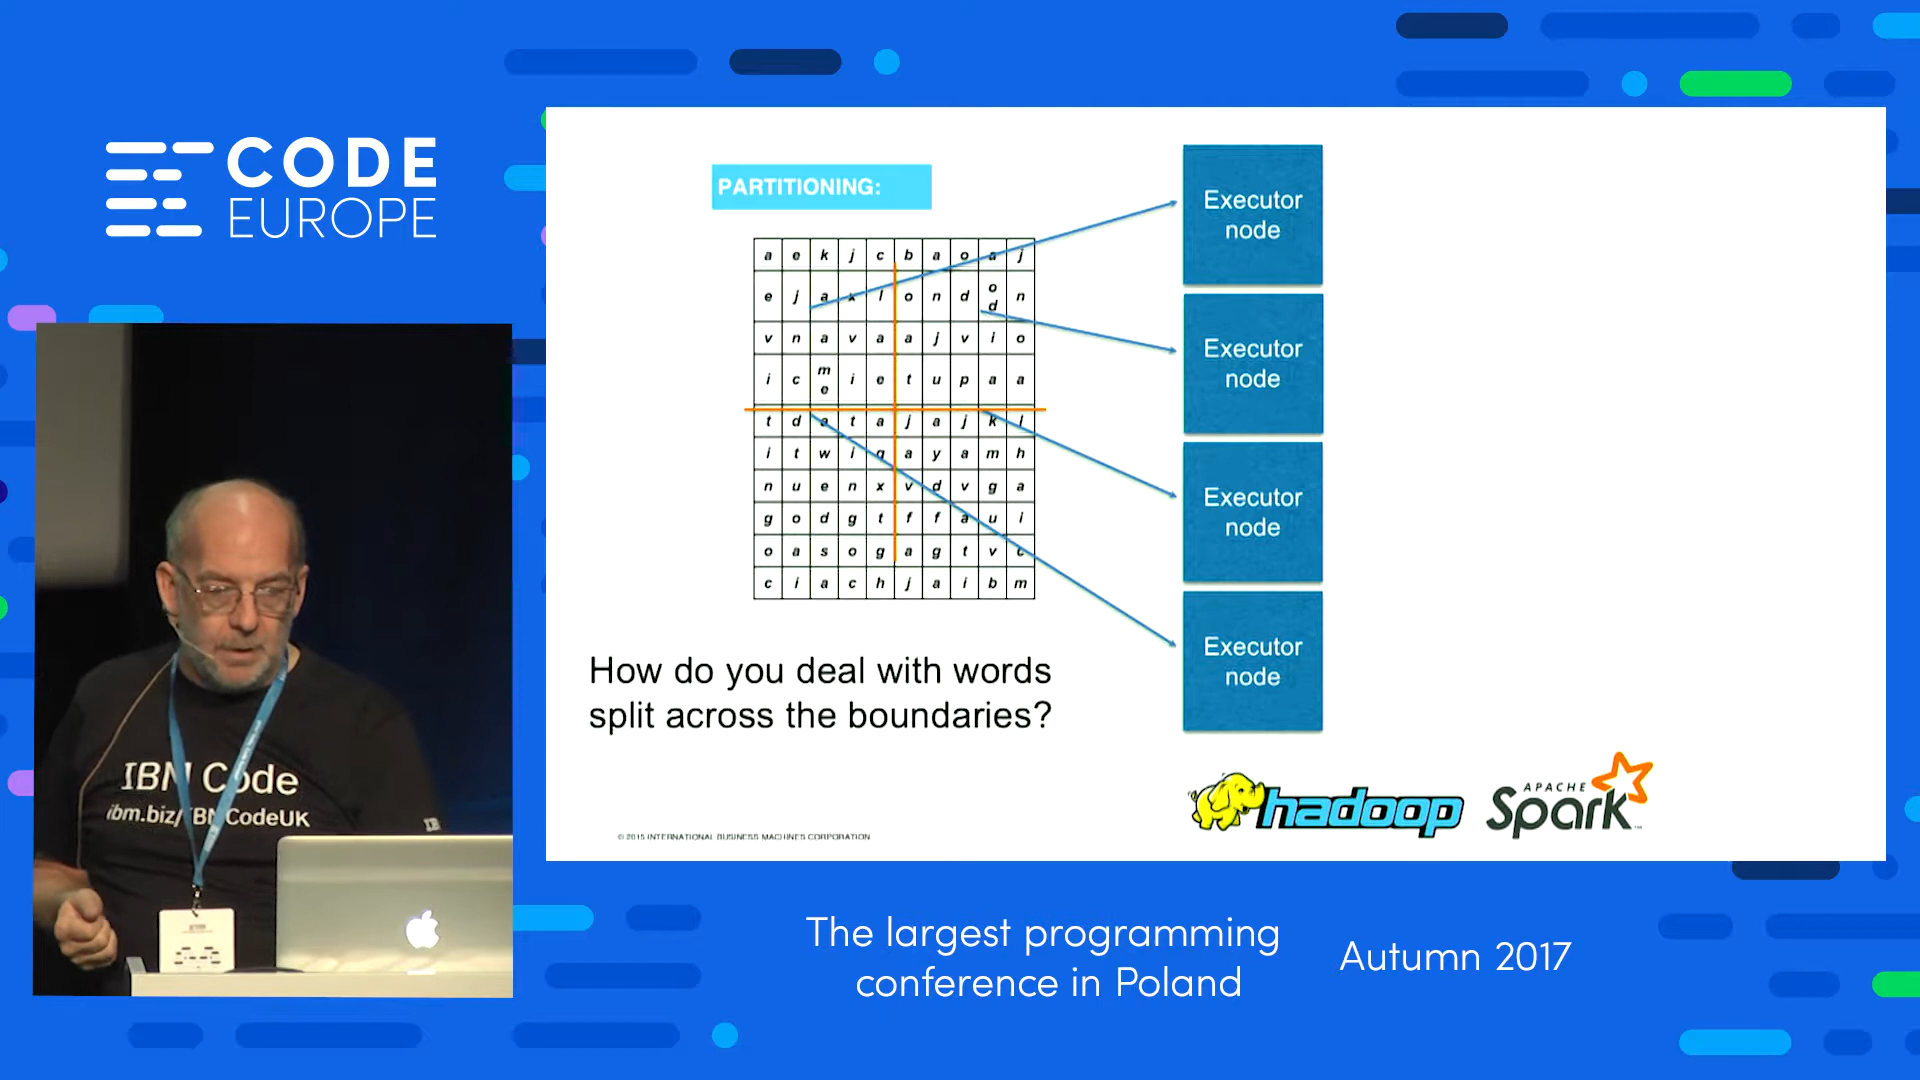 CODE
EUROPE
PARTITIONING:
a e k j c b a o a j
e j a x l o n d o d n
v n a v a a j v i o
i c m e i e t u p a a
t d a t a j a j k l
i t w i g a y a m h
n u e n x v d v g a
g o d g t f f a u i
o a s o g a g t v c
c i a c h j a i b m
Executor
node
Executor
node
Executor
node
Executor
node
How do you deal with words
split across the boundaries?
hadoop
APACHE
Spark
© 2015 INTERNATIONAL BUSINESS MACHINES CORPORATION
IBM Code
ibm.biz/IBMCodeUK
The largest programming
conference in Poland
Autumn 2017